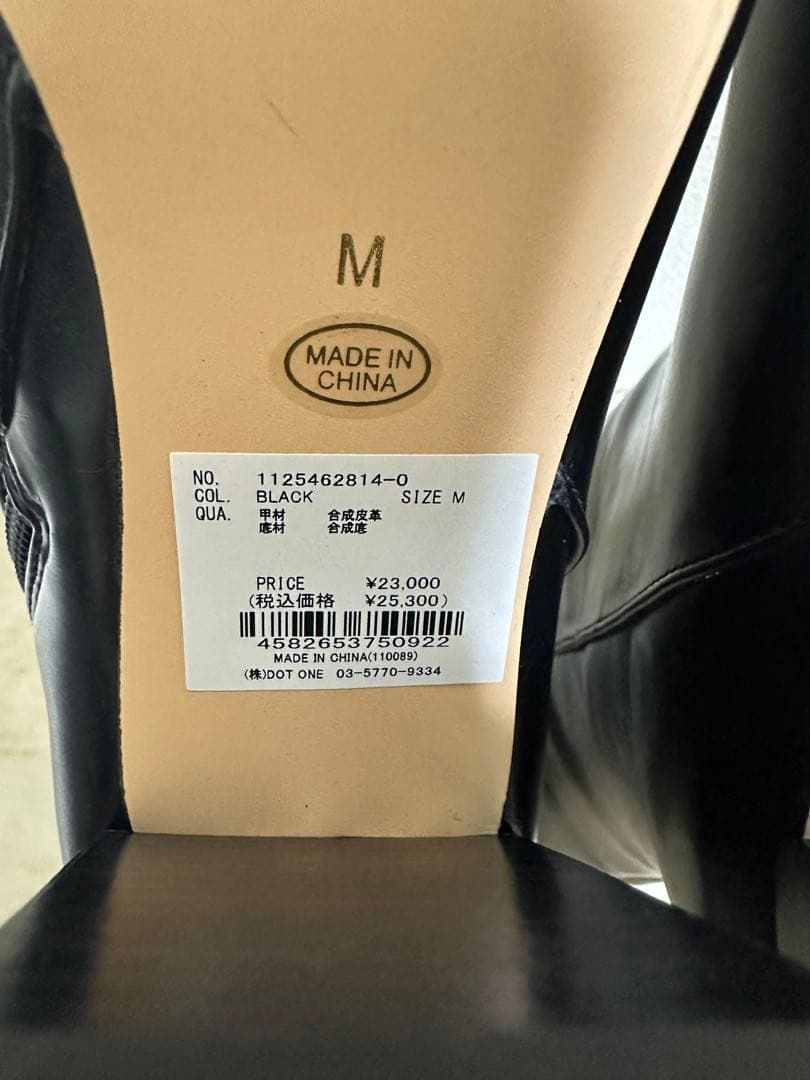 M
MADE IN
CHINA
NO. 1125462814-0
COL. BLACK SIZE M
QUA. 甲材 合成皮革
底材 合成底
PRICE ¥23,000
(税込価格 ¥25,300)
4582653750922
MADE IN CHINA(110089)
(株)DOT ONE 03-5770-9334